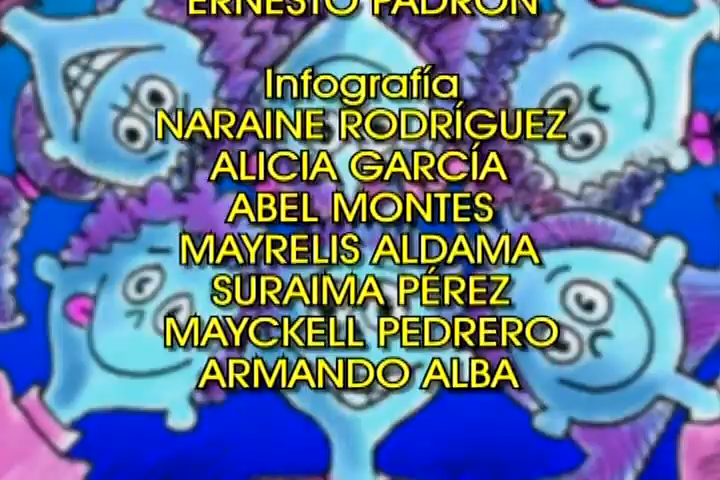 ERNESTO PADRÓN
Infografía
NARAINE RODRÍGUEZ
ALICIA GARCÍA
ABEL MONTES
MAYRELIS ALDAMA
SURAIMA PÉREZ
MAYCKELL PEDRERO
ARMANDO ALBA